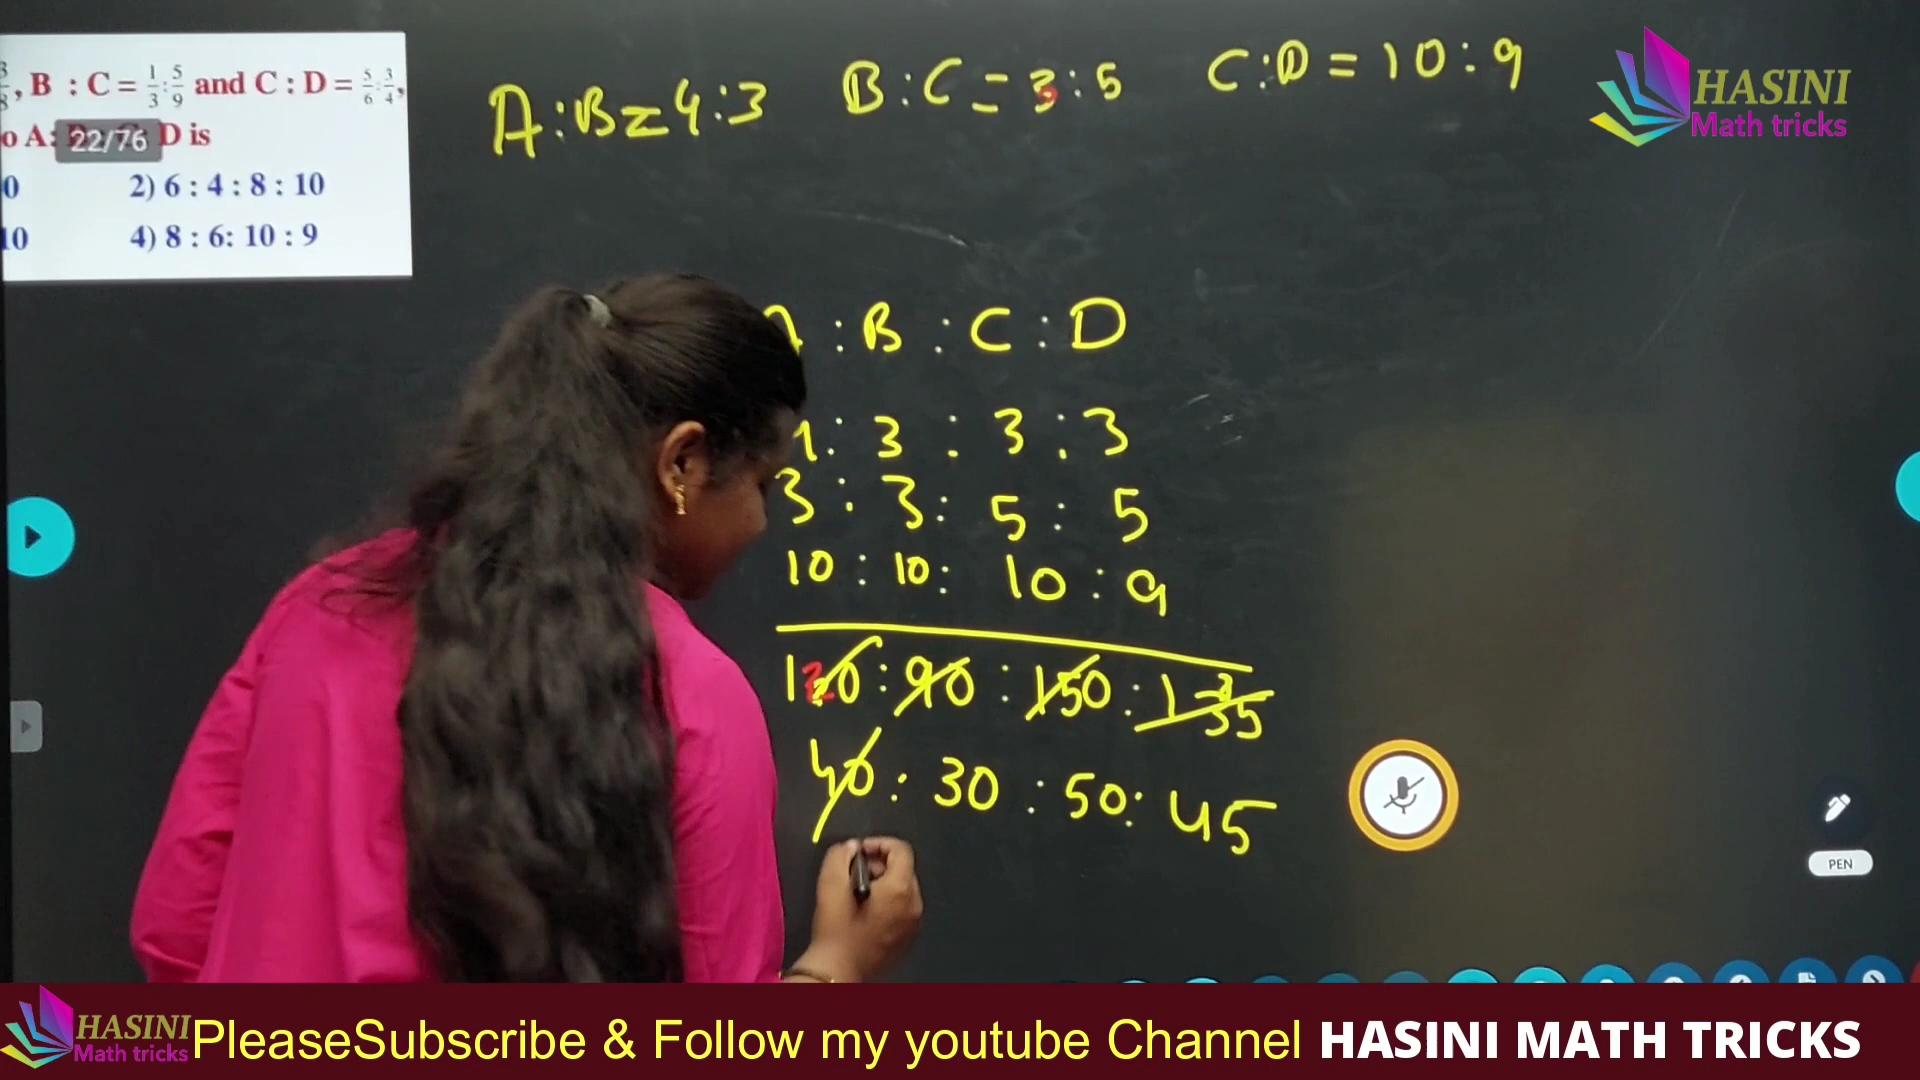 3/8, B : C = 1/3 : 5/9 and C : D = 5/6 : 3/4,
o A: D is
22/76
0 2) 6 : 4 : 8 : 10
10 4) 8 : 6: 10 : 9
A:B=4:3 B:C=3:5 C:D=10:9
HASINI
Math tricks
A : B : C : D
4: 3 : 3 : 3
3 : 3: 5 : 5
10 : 10: 10 : 9
120 : 90 : 150 : 135
40 : 30 : 50: 45
PEN
HASINI
Math tricks
PleaseSubscribe & Follow my youtube Channel HASINI MATH TRICKS